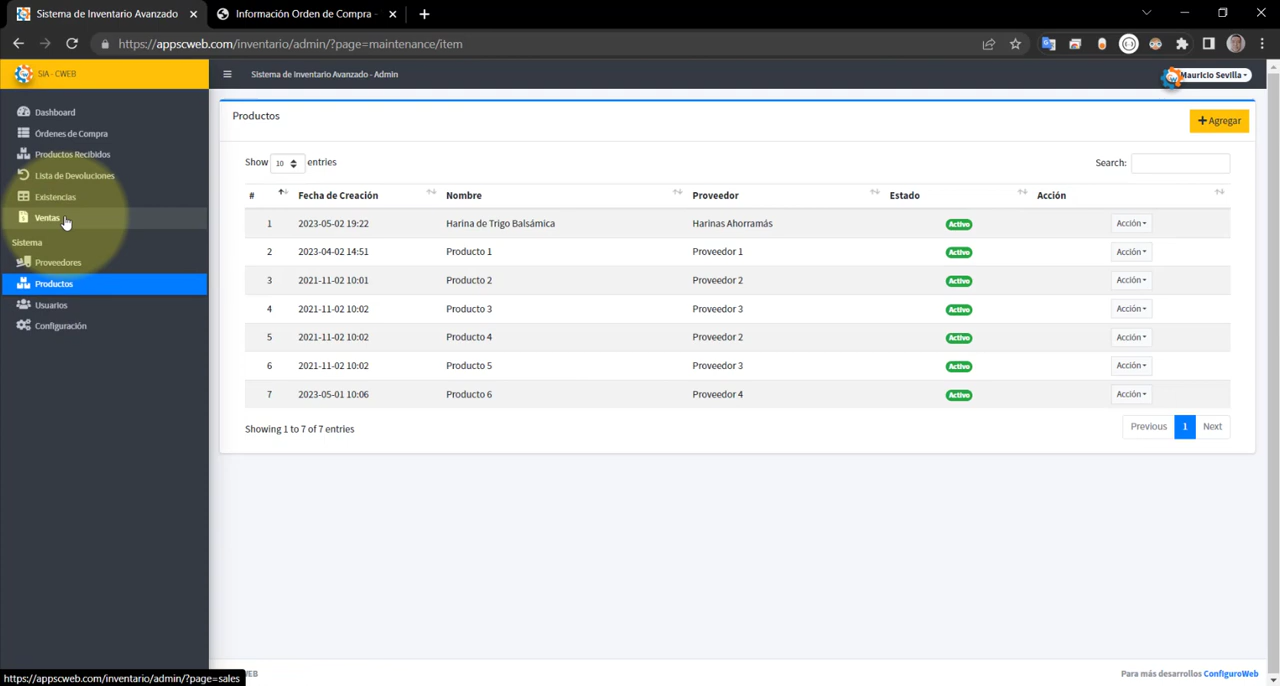 Sistema de Inventario Avanzado
Información Orden de Compra -
https://appscweb.com/inventario/admin/?page=maintenance/item
SIA - CWEB
Sistema de Inventario Avanzado - Admin
Mauricio Sevilla
Dashboard
Órdenes de Compra
Productos Recibidos
Lista de Devoluciones
Existencias
Ventas
Sistema
Proveedores
Productos
Usuarios
Configuración
Productos
+ Agregar
Show 10 entries
Search:
# Fecha de Creación Nombre Proveedor Estado Acción
1 2023-05-02 19:22 Harina de Trigo Balsámica Harinas Ahorramás Activo Acción
2 2023-04-02 14:51 Producto 1 Proveedor 1 Activo Acción
3 2021-11-02 10:01 Producto 2 Proveedor 2 Activo Acción
4 2021-11-02 10:02 Producto 3 Proveedor 3 Activo Acción
5 2021-11-02 10:02 Producto 4 Proveedor 2 Activo Acción
6 2021-11-02 10:02 Producto 5 Proveedor 3 Activo Acción
7 2023-05-01 10:06 Producto 6 Proveedor 4 Activo Acción
Showing 1 to 7 of 7 entries
Previous 1 Next
https://appscweb.com/inventario/admin/?page=sales
WEB
Para más desarrollos ConfiguroWeb